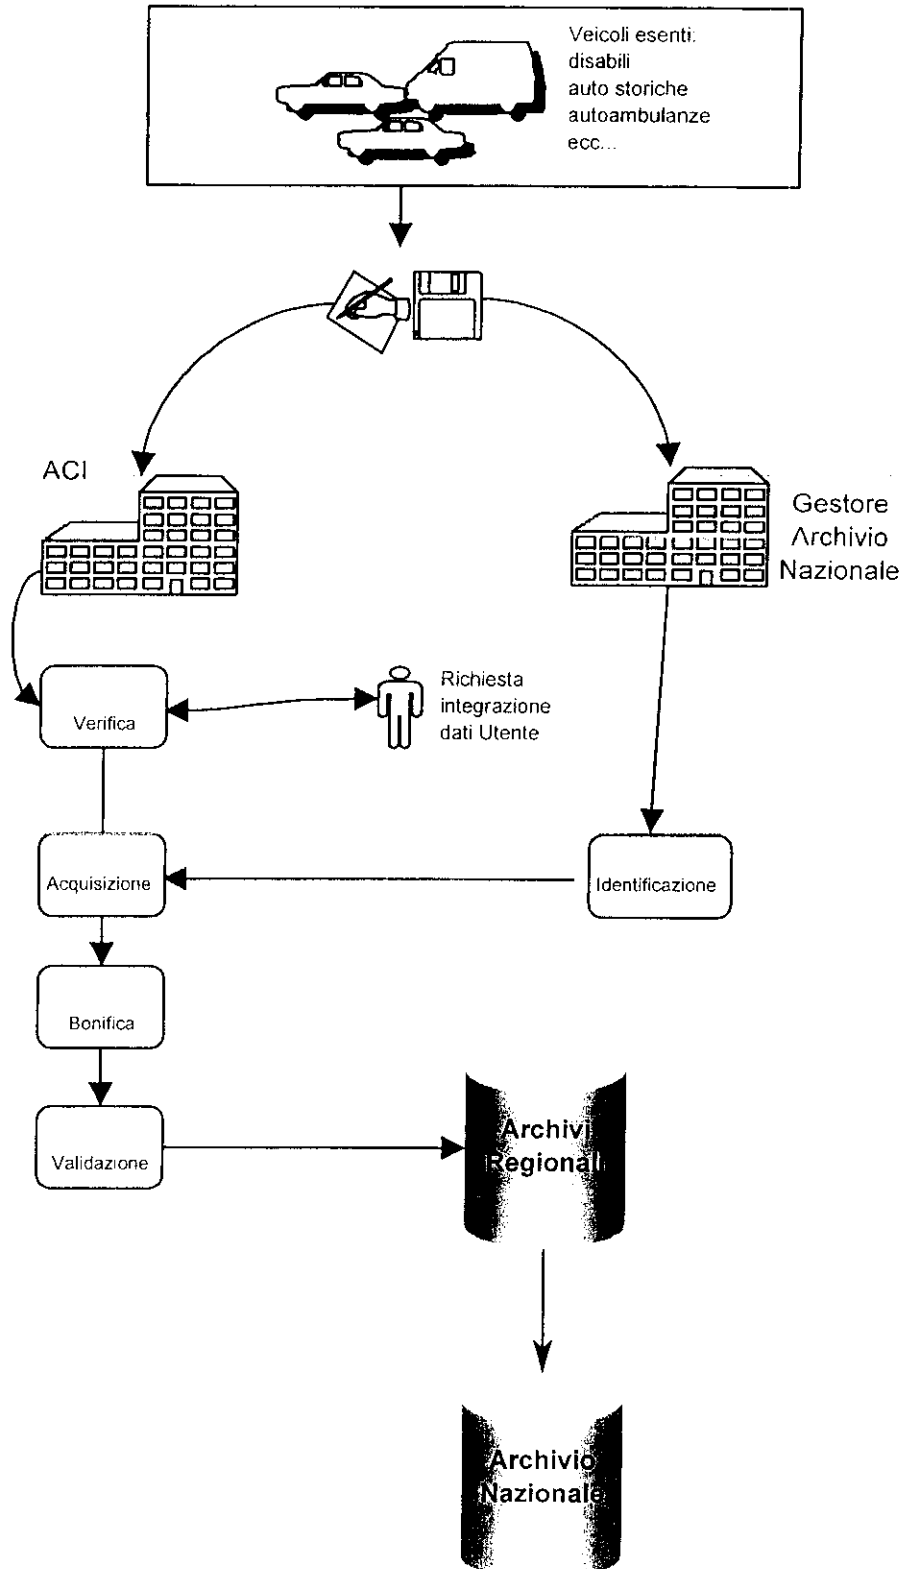 Veicoli esenti:
disabili
auto storiche
autoambulanze
ecc...
ACI
Gestore
Archivio
Nazionale
Verifica
Richiesta
integrazione
dati Utente
Acquisizione
Identificazione
Bonifica
Validazione
Archivi
Regionali
Archivio
Nazionale